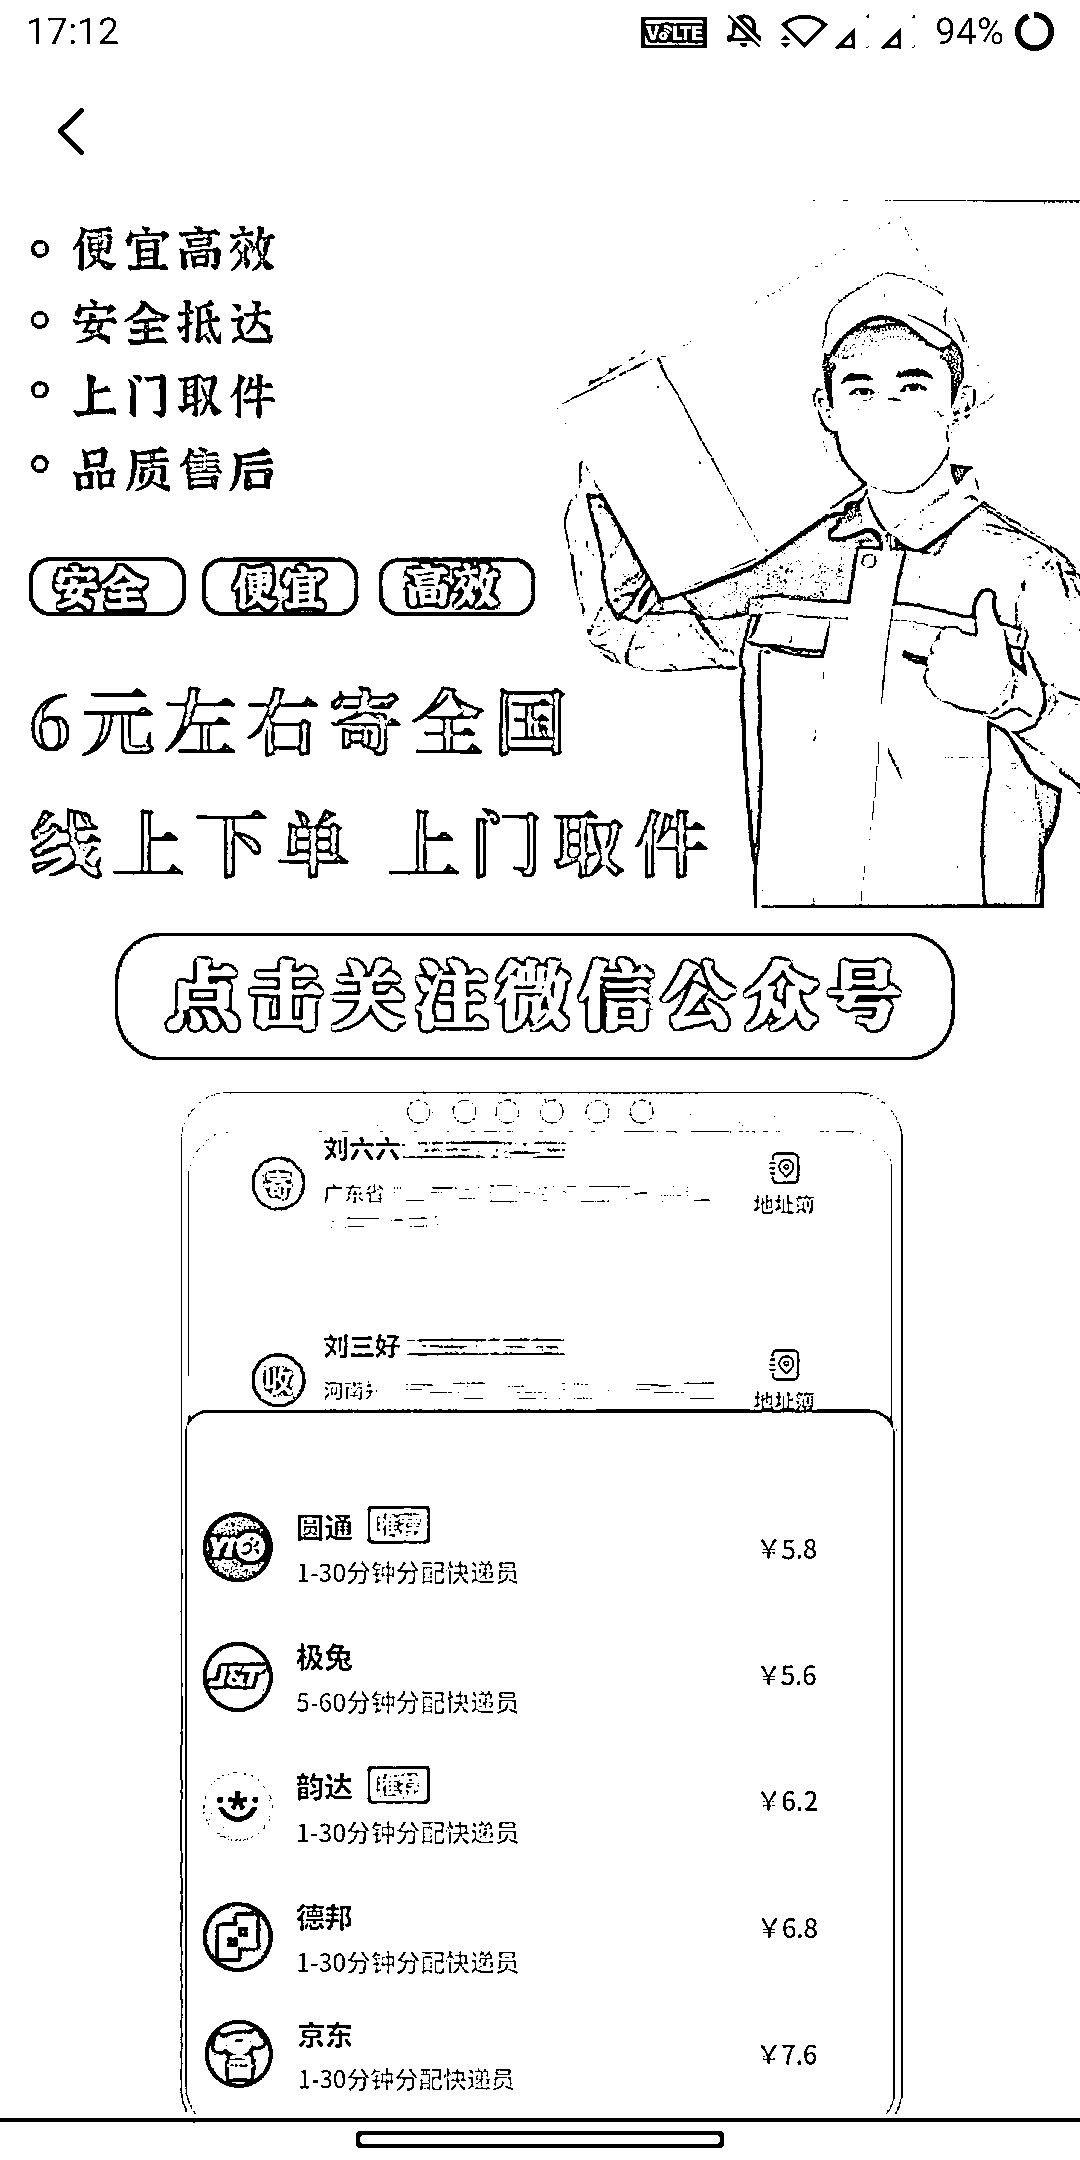 17:12 VoLTE 94%
便宜高效
安全抵达
上门取件
品质售后
安全 便宜 高效
6元左右寄全国
线上下单 上门取件
点击关注微信公众号
寄 刘六六
广东省
地址簿
收 刘三好
河南
地址簿
YTO 圆通 推荐
1-30分钟分配快递员
¥5.8
J&T 极兔
5-60分钟分配快递员
¥5.6
韵达 推荐
1-30分钟分配快递员
¥6.2
德邦
1-30分钟分配快递员
¥6.8
京东
1-30分钟分配快递员
¥7.6